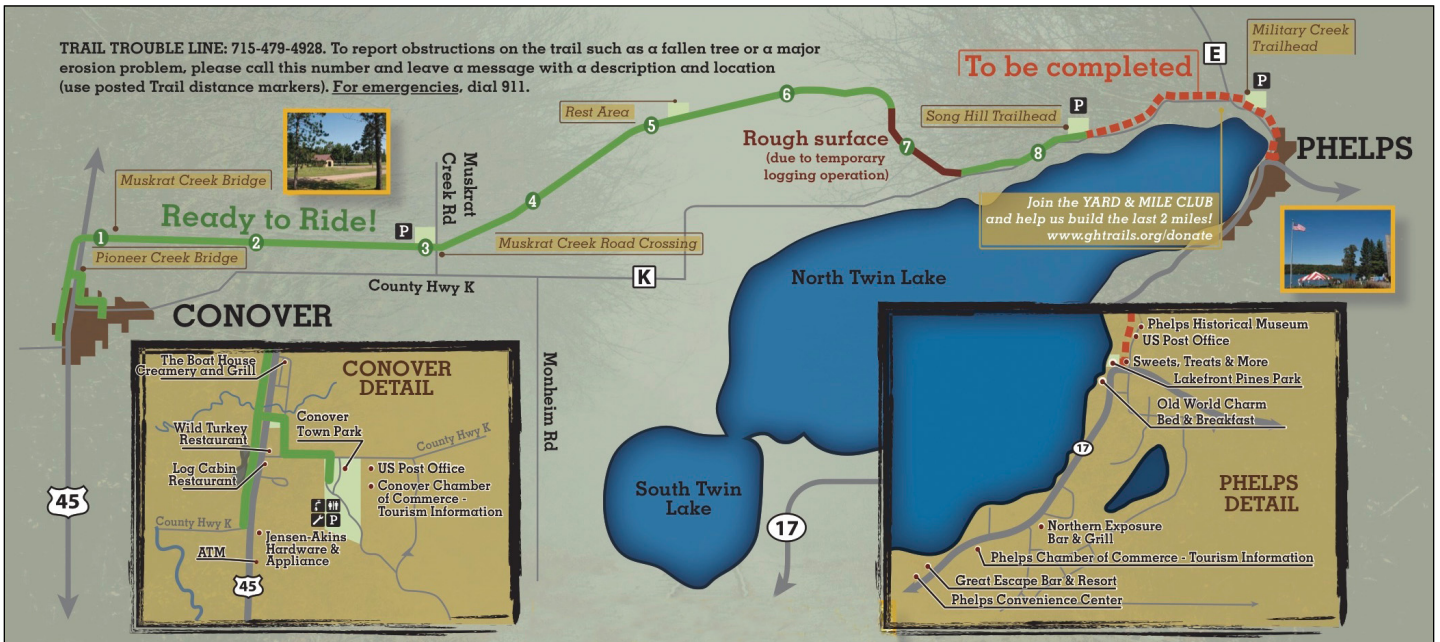 TRAIL TROUBLE LINE: 715-479-4928. To report obstructions on the trail such as a fallen tree or a major
erosion problem, please call this number and leave a message with a description and location
(use posted Trail distance markers). For emergencies, dial 911.
To be completed
E
Military Creek
Trailhead
P
Rest Area
6
5
Song Hill Trailhead
P
Rough surface
(due to temporary
logging operation)
7
8
PHELPS
Muskrat Creek Bridge
Muskrat
Creek Rd
4
Join the YARD & MILE CLUB
and help us build the last 2 miles!
www.ghtrails.org/donate
Ready to Ride!
P
1
2
3
Muskrat Creek Road Crossing
Pioneer Creek Bridge
County Hwy K
K
North Twin Lake
CONOVER
Monheim Rd
South Twin
Lake
17
45
CONOVER
DETAIL
The Boat House
Creamery and Grill
Wild Turkey
Restaurant
Conover
Town Park
County Hwy K
Log Cabin
Restaurant
US Post Office
Conover Chamber
of Commerce -
Tourism Information
P
County Hwy K
Jensen-Akins
Hardware &
Appliance
ATM
45
Phelps Historical Museum
US Post Office
Sweets, Treats & More
Lakefront Pines Park
Old World Charm
Bed & Breakfast
17
PHELPS
DETAIL
Northern Exposure
Bar & Grill
Phelps Chamber of Commerce - Tourism Information
Great Escape Bar & Resort
Phelps Convenience Center